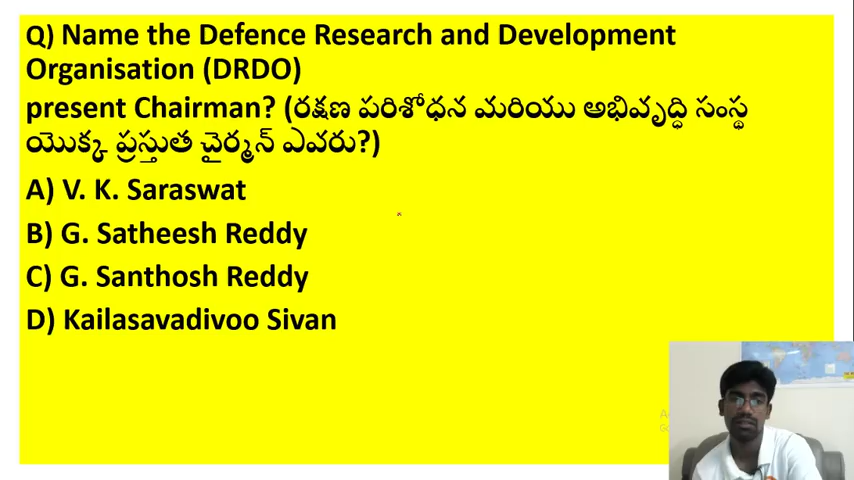 Q) Name the Defence Research and Development
Organisation (DRDO)
present Chairman? (రక్షణ పరిశోధన మరియు అభివృద్ధి సంస్థ
యొక్క ప్రస్తుత చైర్మన్ ఎవరు?)
A) V. K. Saraswat
B) G. Satheesh Reddy
C) G. Santhosh Reddy
D) Kailasavadivoo Sivan